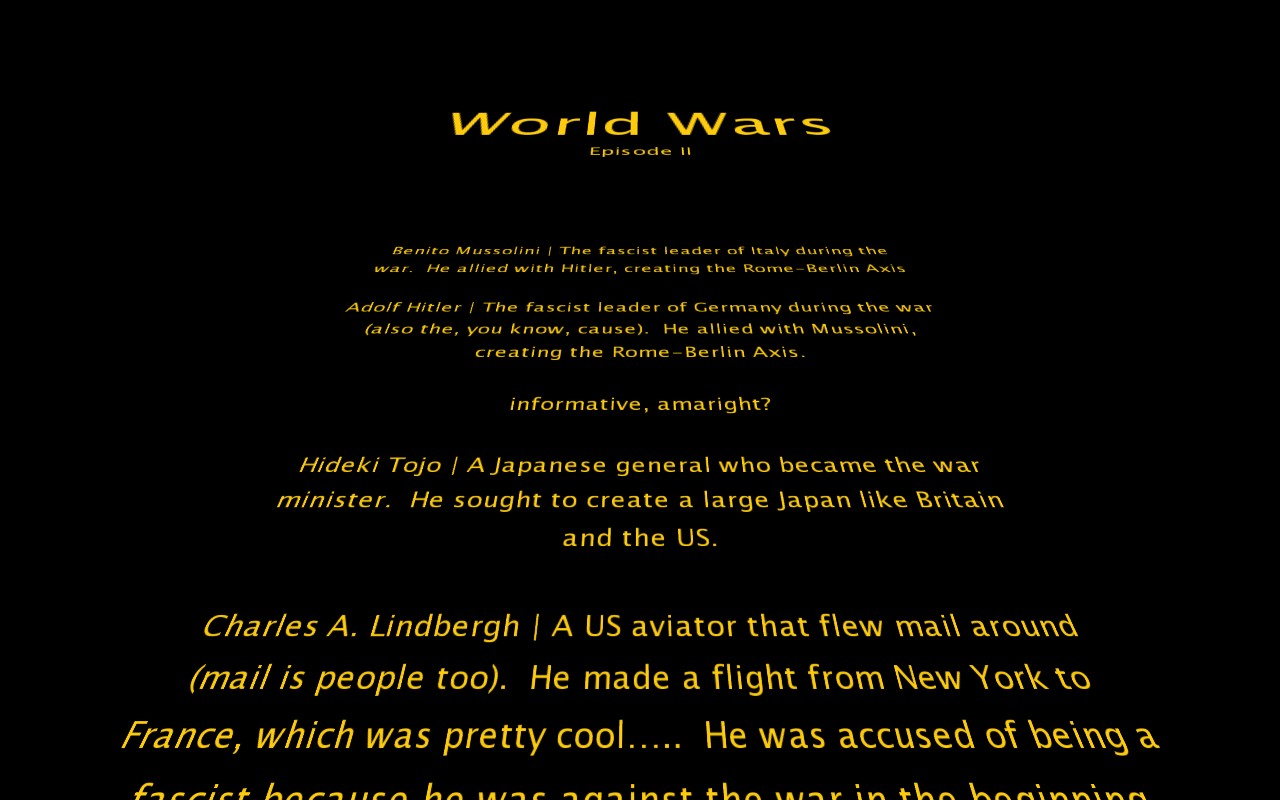 World Wars
Episode II
Benito Mussolini | The fascist leader of Italy during the
war.  He allied with Hitler, creating the Rome-Berlin Axis
Adolf Hitler | The fascist leader of Germany during the war
(also the, you know, cause).  He allied with Mussolini,
creating the Rome-Berlin Axis.
informative, amaright?
Hideki Tojo | A Japanese general who became the war
minister.  He sought to create a large Japan like Britain
and the US.
Charles A. Lindbergh | A US aviator that flew mail around
(mail is people too).  He made a flight from New York to
France, which was pretty cool.....  He was accused of being a
fascist because he was against the war in the beginning